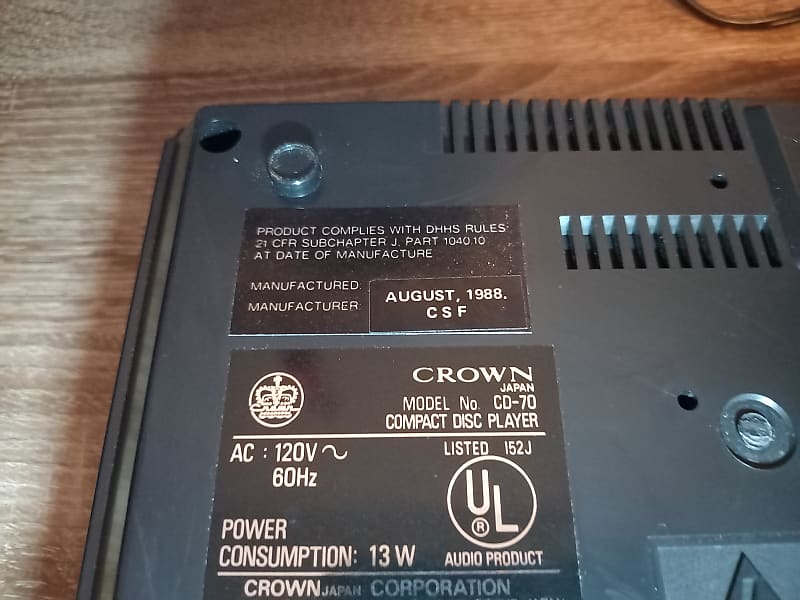 PRODUCT COMPLIES WITH DHHS RULES
21 CFR SUBCHAPTER J, PART 1040.10
AT DATE OF MANUFACTURE
MANUFACTURED:
AUGUST, 1988.
MANUFACTURER:
CSF
CROWN
JAPAN
MODEL No. CD-70
COMPACT DISC PLAYER
AC : 120V ~
60Hz
LISTED 152J
UL
®
POWER
CONSUMPTION: 13 W
AUDIO PRODUCT
CROWN JAPAN CORPORATION